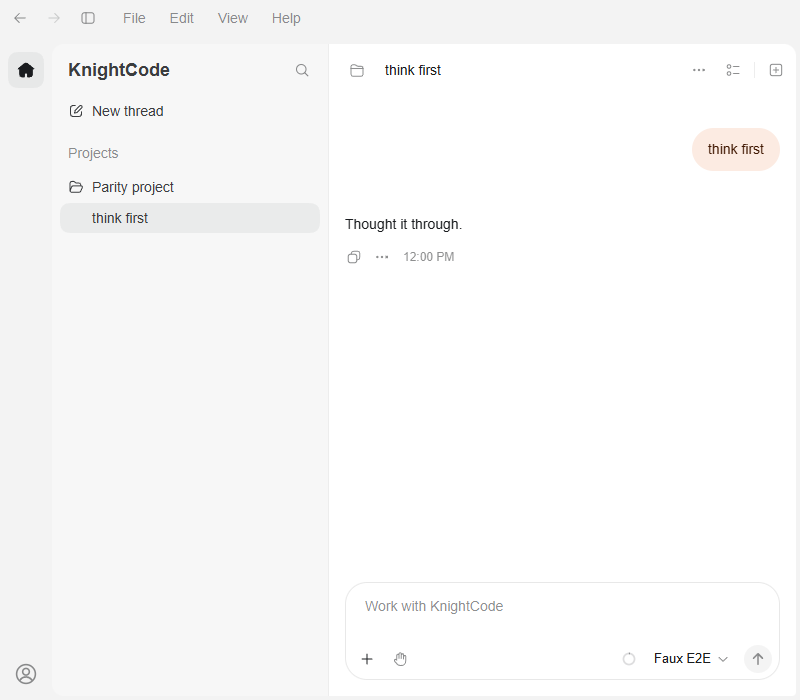 File Edit View Help
KnightCode
New thread
Projects
Parity project
think first
think first
think first
Thought it through.
12:00 PM
Work with KnightCode
Faux E2E